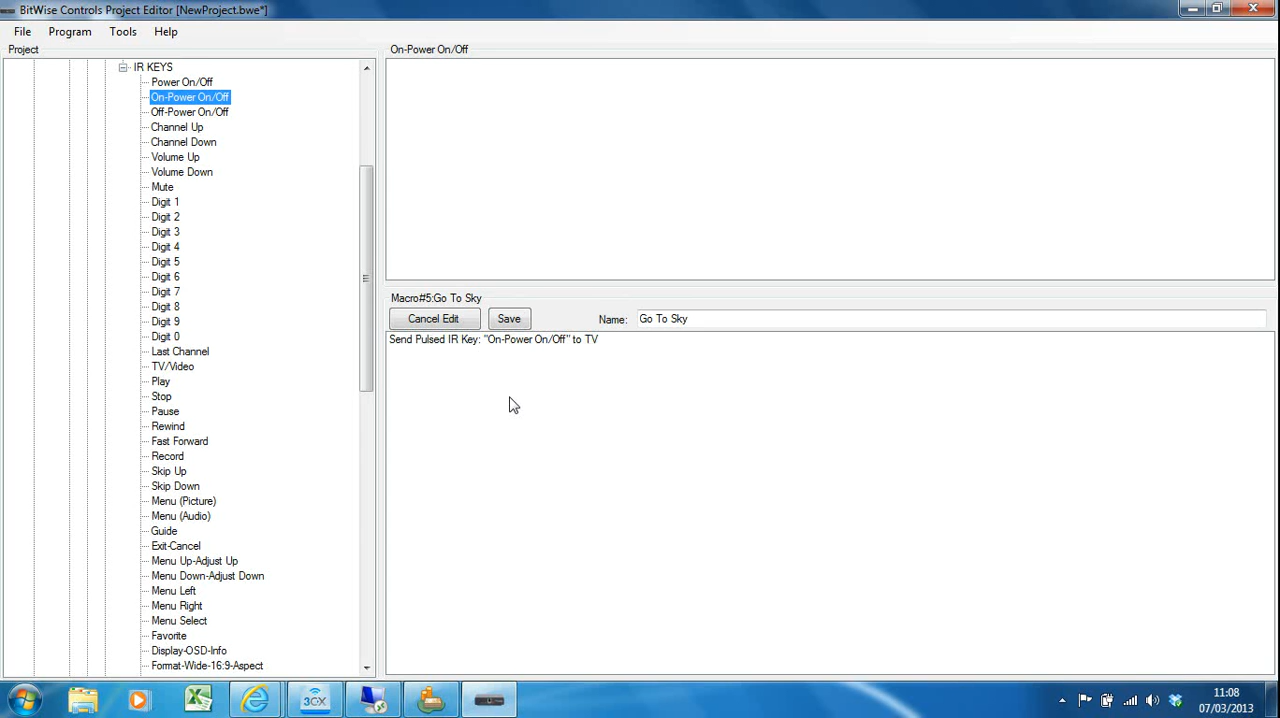 BitWise Controls Project Editor [NewProject.bwe*]
File Program Tools Help
Project
IR KEYS
Power On/Off
On-Power On/Off
Off-Power On/Off
Channel Up
Channel Down
Volume Up
Volume Down
Mute
Digit 1
Digit 2
Digit 3
Digit 4
Digit 5
Digit 6
Digit 7
Digit 8
Digit 9
Digit 0
Last Channel
TV/Video
Play
Stop
Pause
Rewind
Fast Forward
Record
Skip Up
Skip Down
Menu (Picture)
Menu (Audio)
Guide
Exit-Cancel
Menu Up-Adjust Up
Menu Down-Adjust Down
Menu Left
Menu Right
Menu Select
Favorite
Display-OSD-Info
Format-Wide-16:9-Aspect
On-Power On/Off
Macro#5:Go To Sky
Cancel Edit Save Name: Go To Sky
Send Pulsed IR Key: "On-Power On/Off" to TV
3CX
11:08
07/03/2013